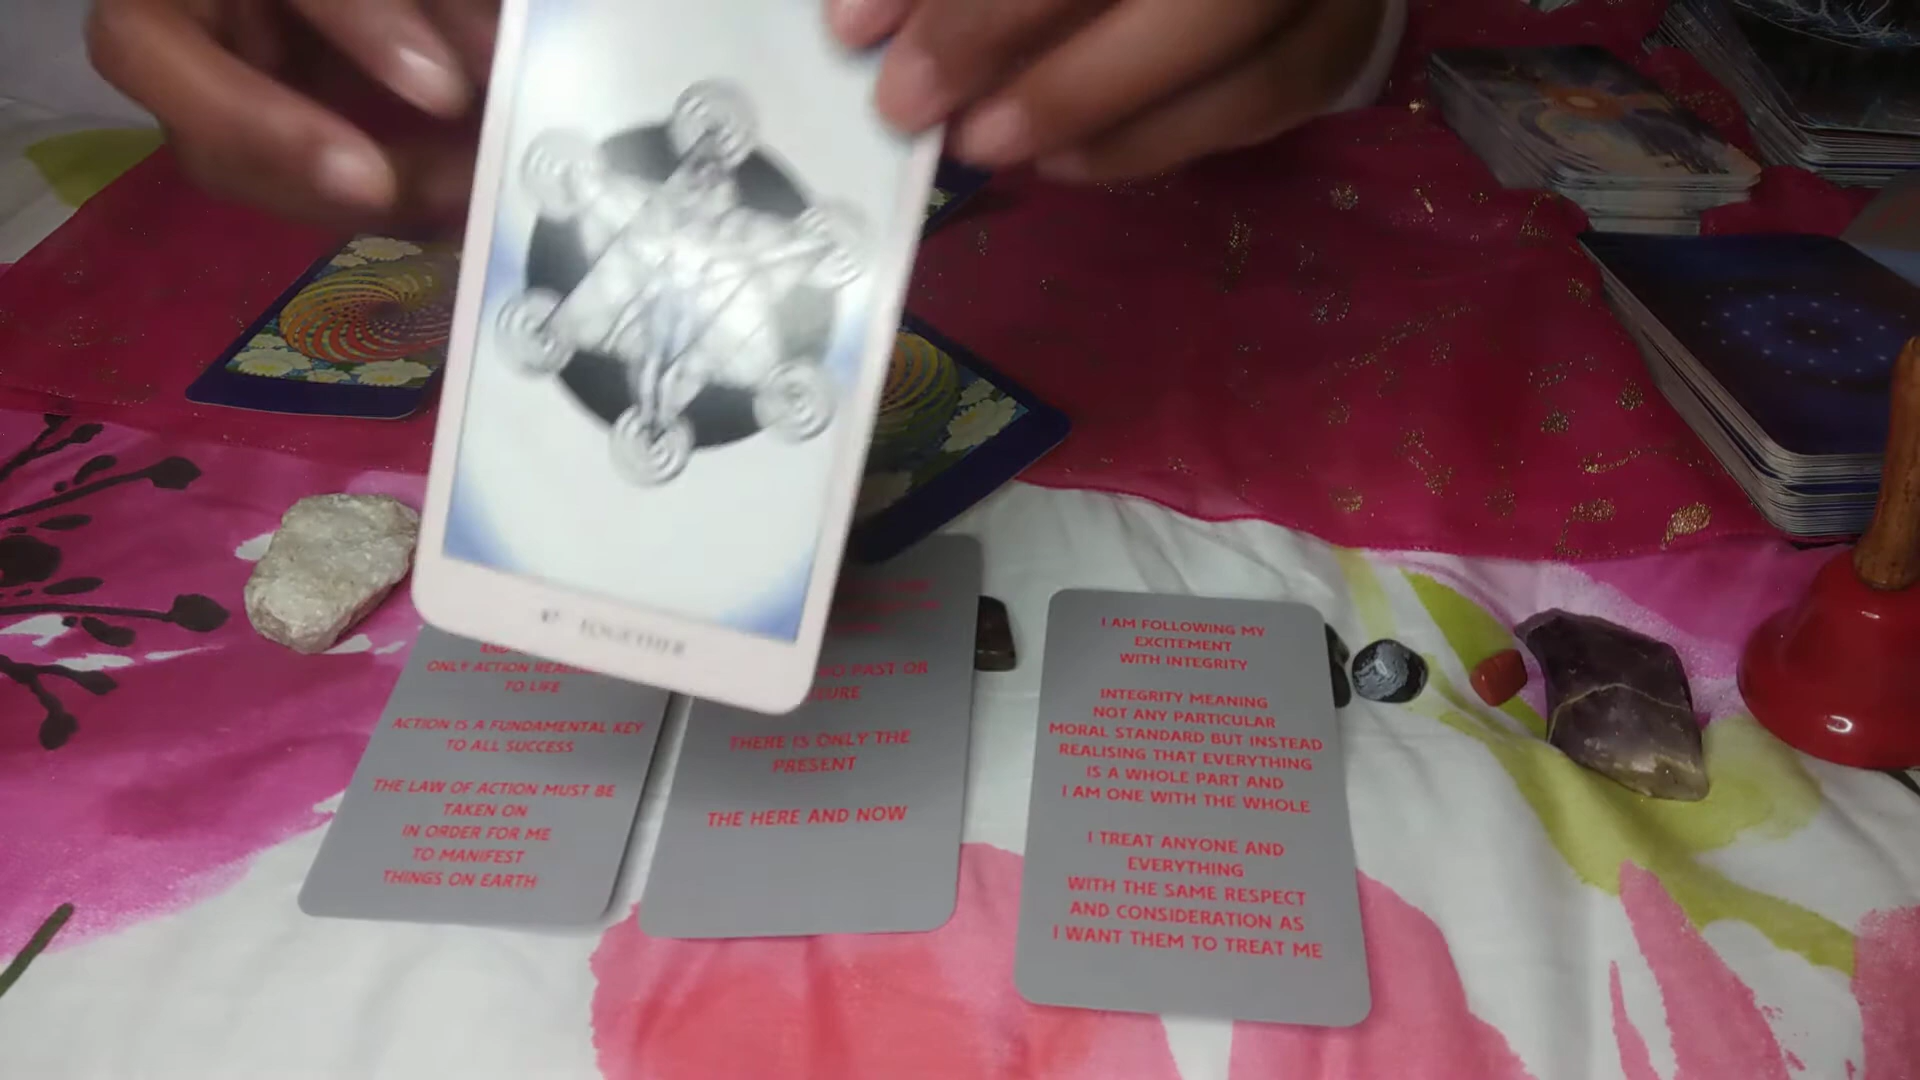 TOGETHER
ONLY ACTION
TO LIFE
ACTION IS A FUNDAMENTAL KEY
TO ALL SUCCESS
THE LAW OF ACTION MUST BE
TAKEN ON
IN ORDER FOR ME
TO MANIFEST
THINGS ON EARTH
PAST OR
THERE IS ONLY THE
PRESENT
THE HERE AND NOW
I AM FOLLOWING MY
EXCITEMENT
WITH INTEGRITY
INTEGRITY MEANING
NOT ANY PARTICULAR
MORAL STANDARD BUT INSTEAD
REALISING THAT EVERYTHING
IS A WHOLE PART AND
I AM ONE WITH THE WHOLE
I TREAT ANYONE AND
EVERYTHING
WITH THE SAME RESPECT
AND CONSIDERATION AS
I WANT THEM TO TREAT ME